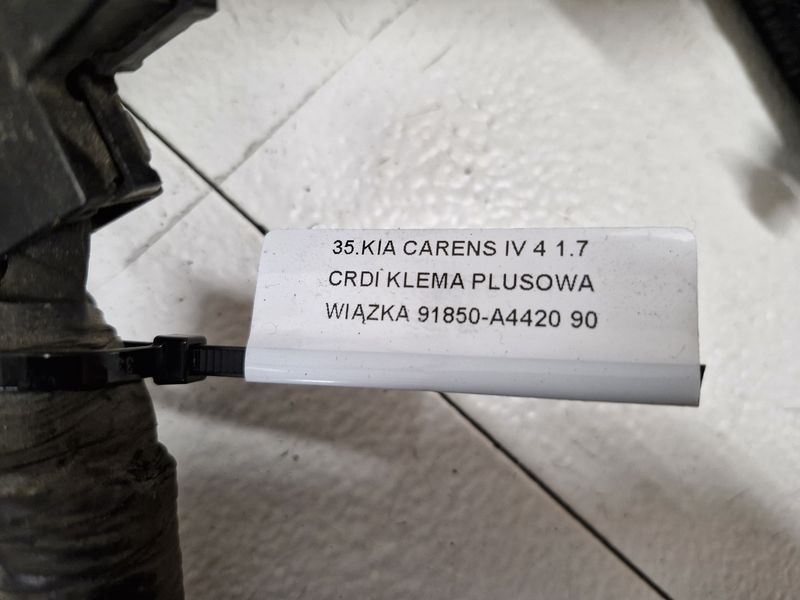 35.KIA CARENS IV 4 1.7
CRDI KLEMA PLUSOWA
WIĄZKA 91850-A4420 90